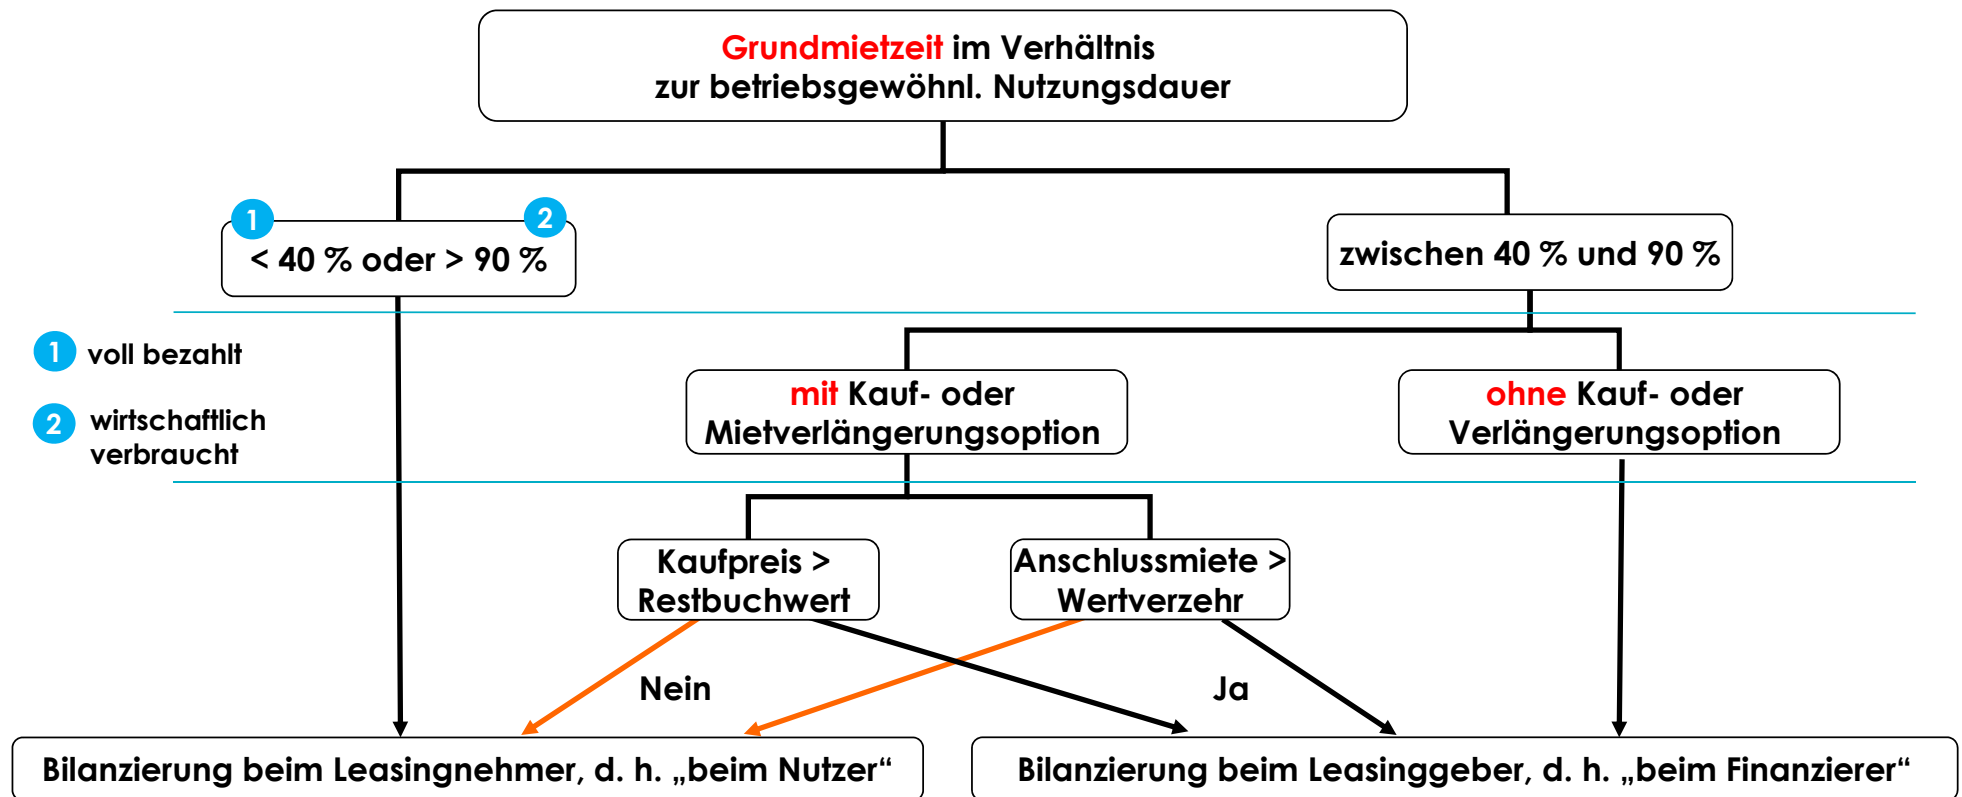 Grundmietzeit im Verhältnis
zur betriebsgewöhnl. Nutzungsdauer
1
2
< 40 % oder > 90 %
zwischen 40 % und 90 %
1 voll bezahlt
2 wirtschaftlich
verbraucht
mit Kauf- oder
Mietverlängerungsoption
ohne Kauf- oder
Verlängerungsoption
Kaufpreis >
Restbuchwert
Anschlussmiete >
Wertverzehr
Nein
Ja
Bilanzierung beim Leasingnehmer, d. h. „beim Nutzer“
Bilanzierung beim Leasinggeber, d. h. „beim Finanzierer“